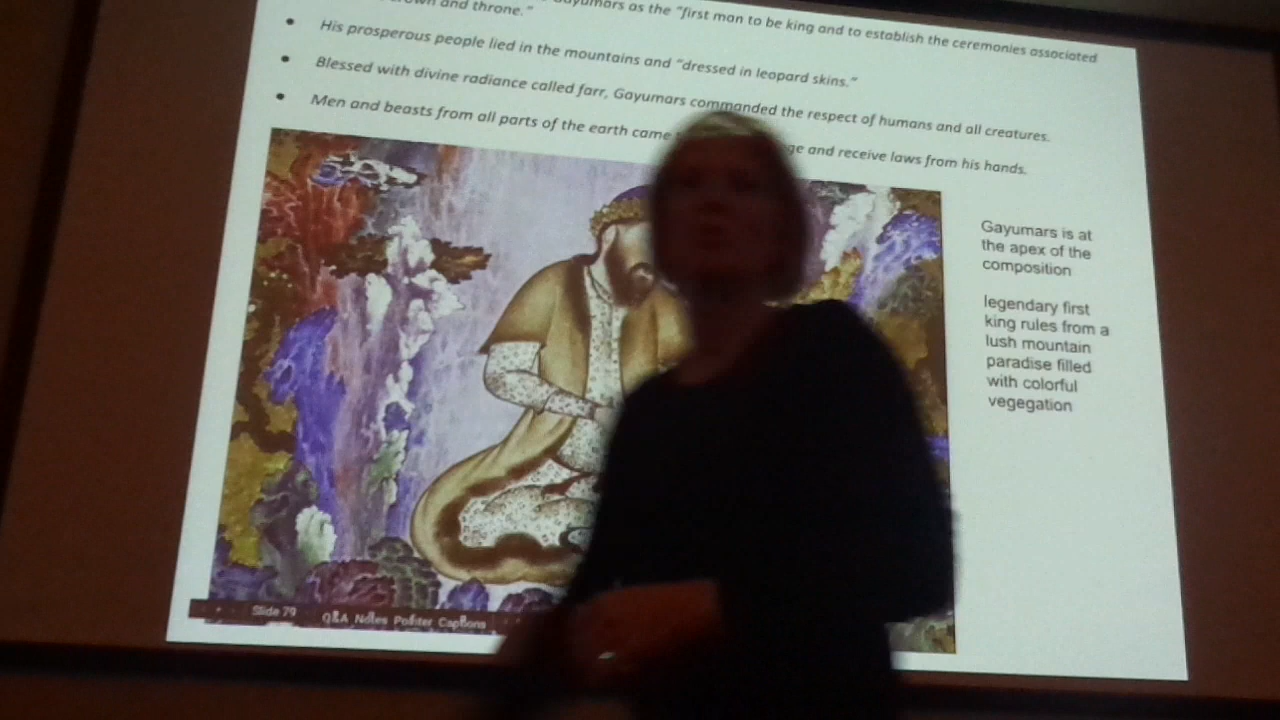 Gayumars as the "first man to be king and to establish the ceremonies associated
crown and throne."
His prosperous people lied in the mountains and "dressed in leopard skins."
Blessed with divine radiance called farr, Gayumars commanded the respect of humans and all creatures.
Men and beasts from all parts of the earth came and receive laws from his hands.
Gayumars is at
the apex of the
composition
legendary first
king rules from a
lush mountain
paradise filled
with colorful
vegegation
Slide 79
Q&A Notes Pointer Captions